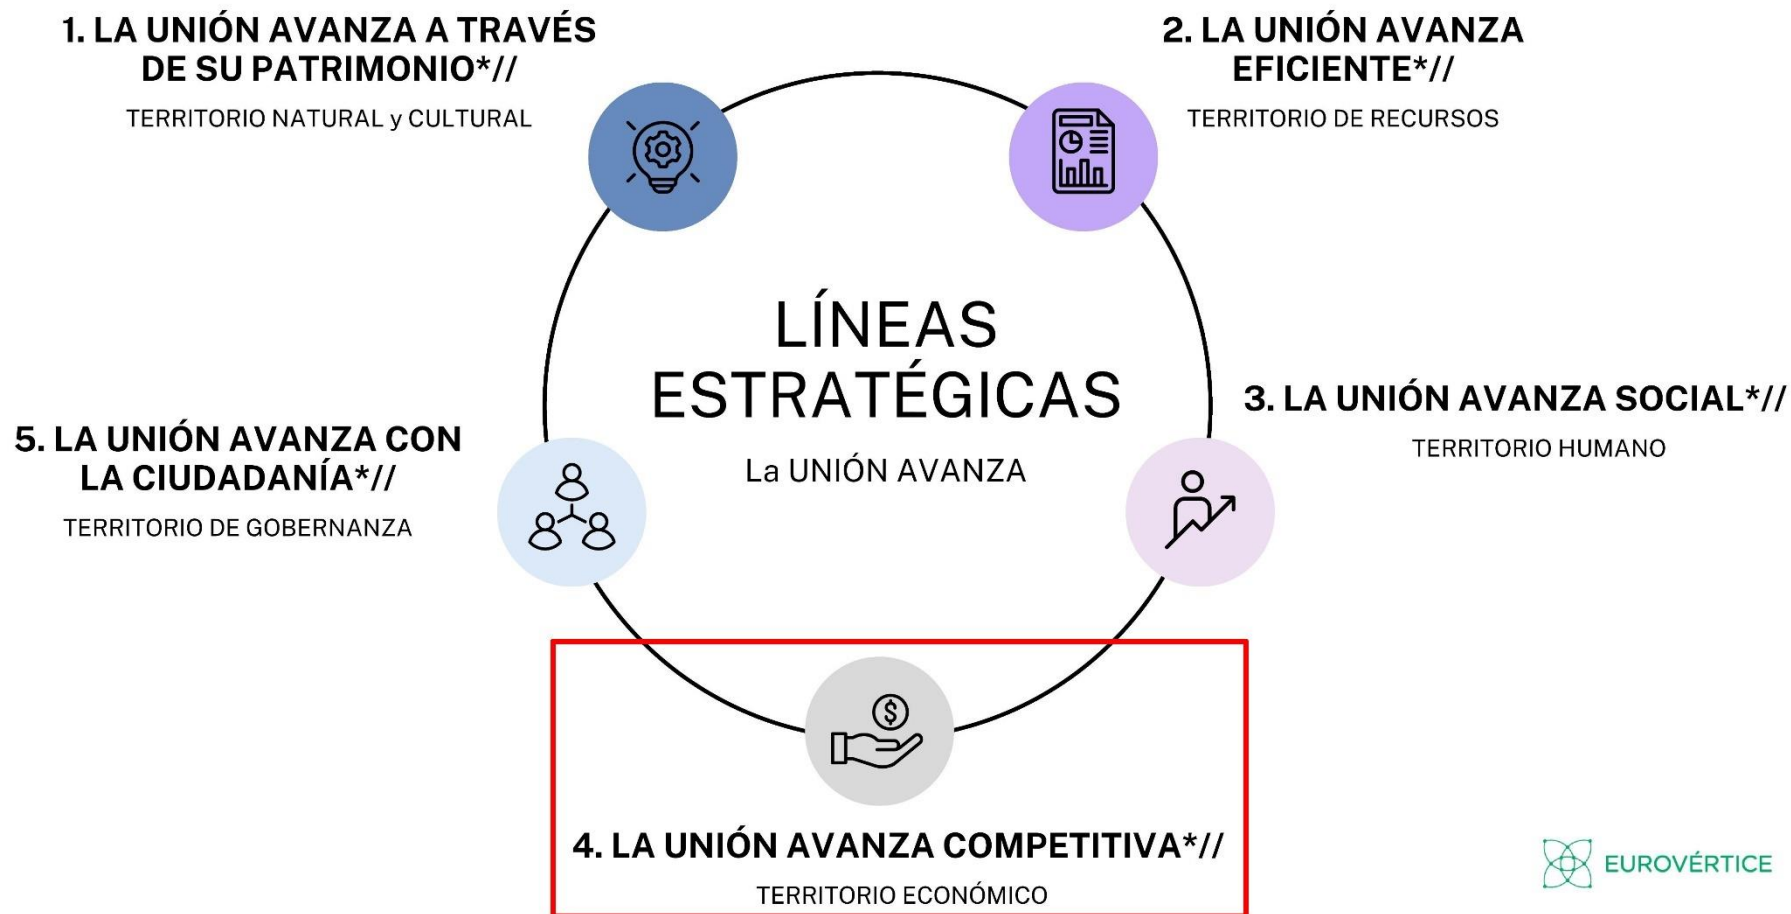 1. LA UNIÓN AVANZA A TRAVÉS
DE SU PATRIMONIO*//
TERRITORIO NATURAL y CULTURAL
2. LA UNIÓN AVANZA
EFICIENTE*//
TERRITORIO DE RECURSOS
LÍNEAS
ESTRATÉGICAS
La UNIÓN AVANZA
3. LA UNIÓN AVANZA SOCIAL*//
TERRITORIO HUMANO
5. LA UNIÓN AVANZA CON
LA CIUDADANÍA*//
TERRITORIO DE GOBERNANZA
$
4. LA UNIÓN AVANZA COMPETITIVA*//
TERRITORIO ECONÓMICO
EUROVÉRTICE